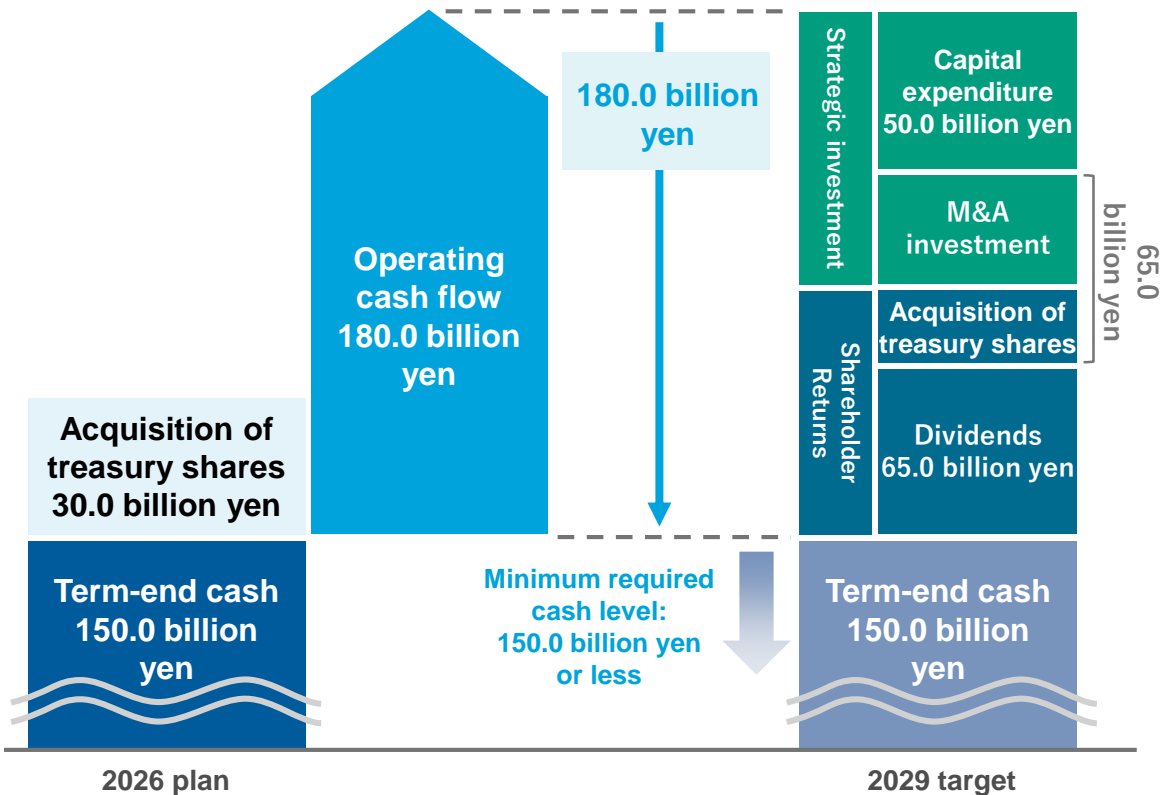 Acquisition of
treasury shares
30.0 billion yen
Term-end cash
150.0 billion
yen
2026 plan
Operating
cash flow
180.0 billion
yen
180.0 billion
yen
Minimum required
cash level:
150.0 billion yen
or less
Strategic investment
Capital
expenditure
50.0 billion yen
M&A
investment
65.0
billion yen
Shareholder
Returns
Acquisition of
treasury shares
Dividends
65.0 billion yen
Term-end cash
150.0 billion
yen
2029 target